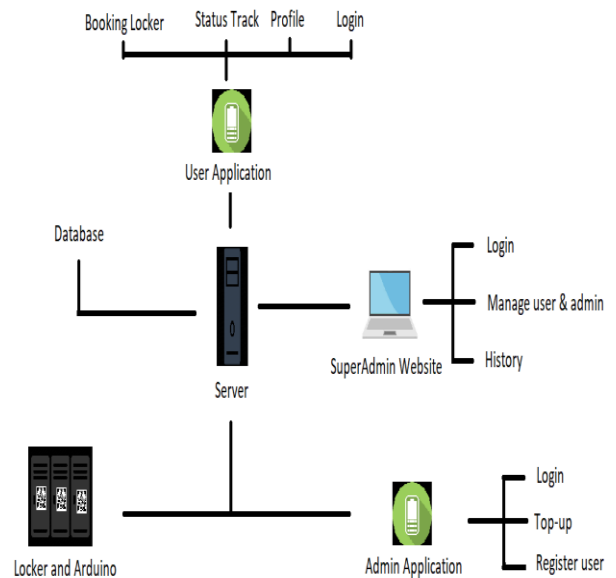 Booking Locker
Status Track
Profile
Login
User Application
Database
Login
Manage user & admin
History
SuperAdmin Website
Server
Login
Top-up
Register user
Locker and Arduino
Admin Application